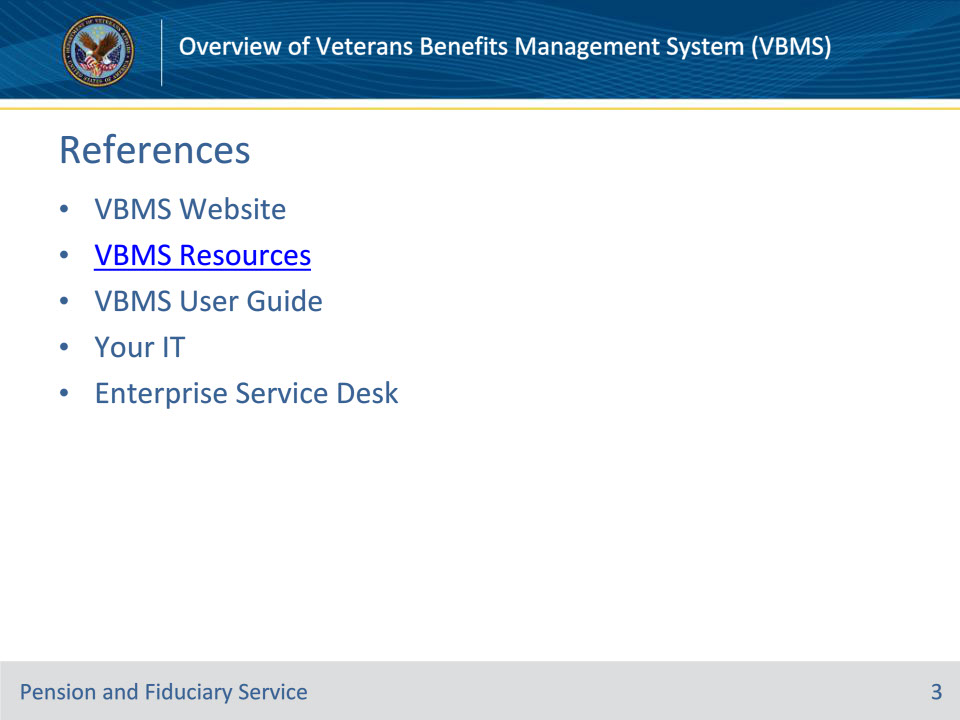 Overview of Veterans Benefits Management System (VBMS)
References
• VBMS Website
• VBMS Resources
• VBMS User Guide
• Your IT
• Enterprise Service Desk
Pension and Fiduciary Service
3